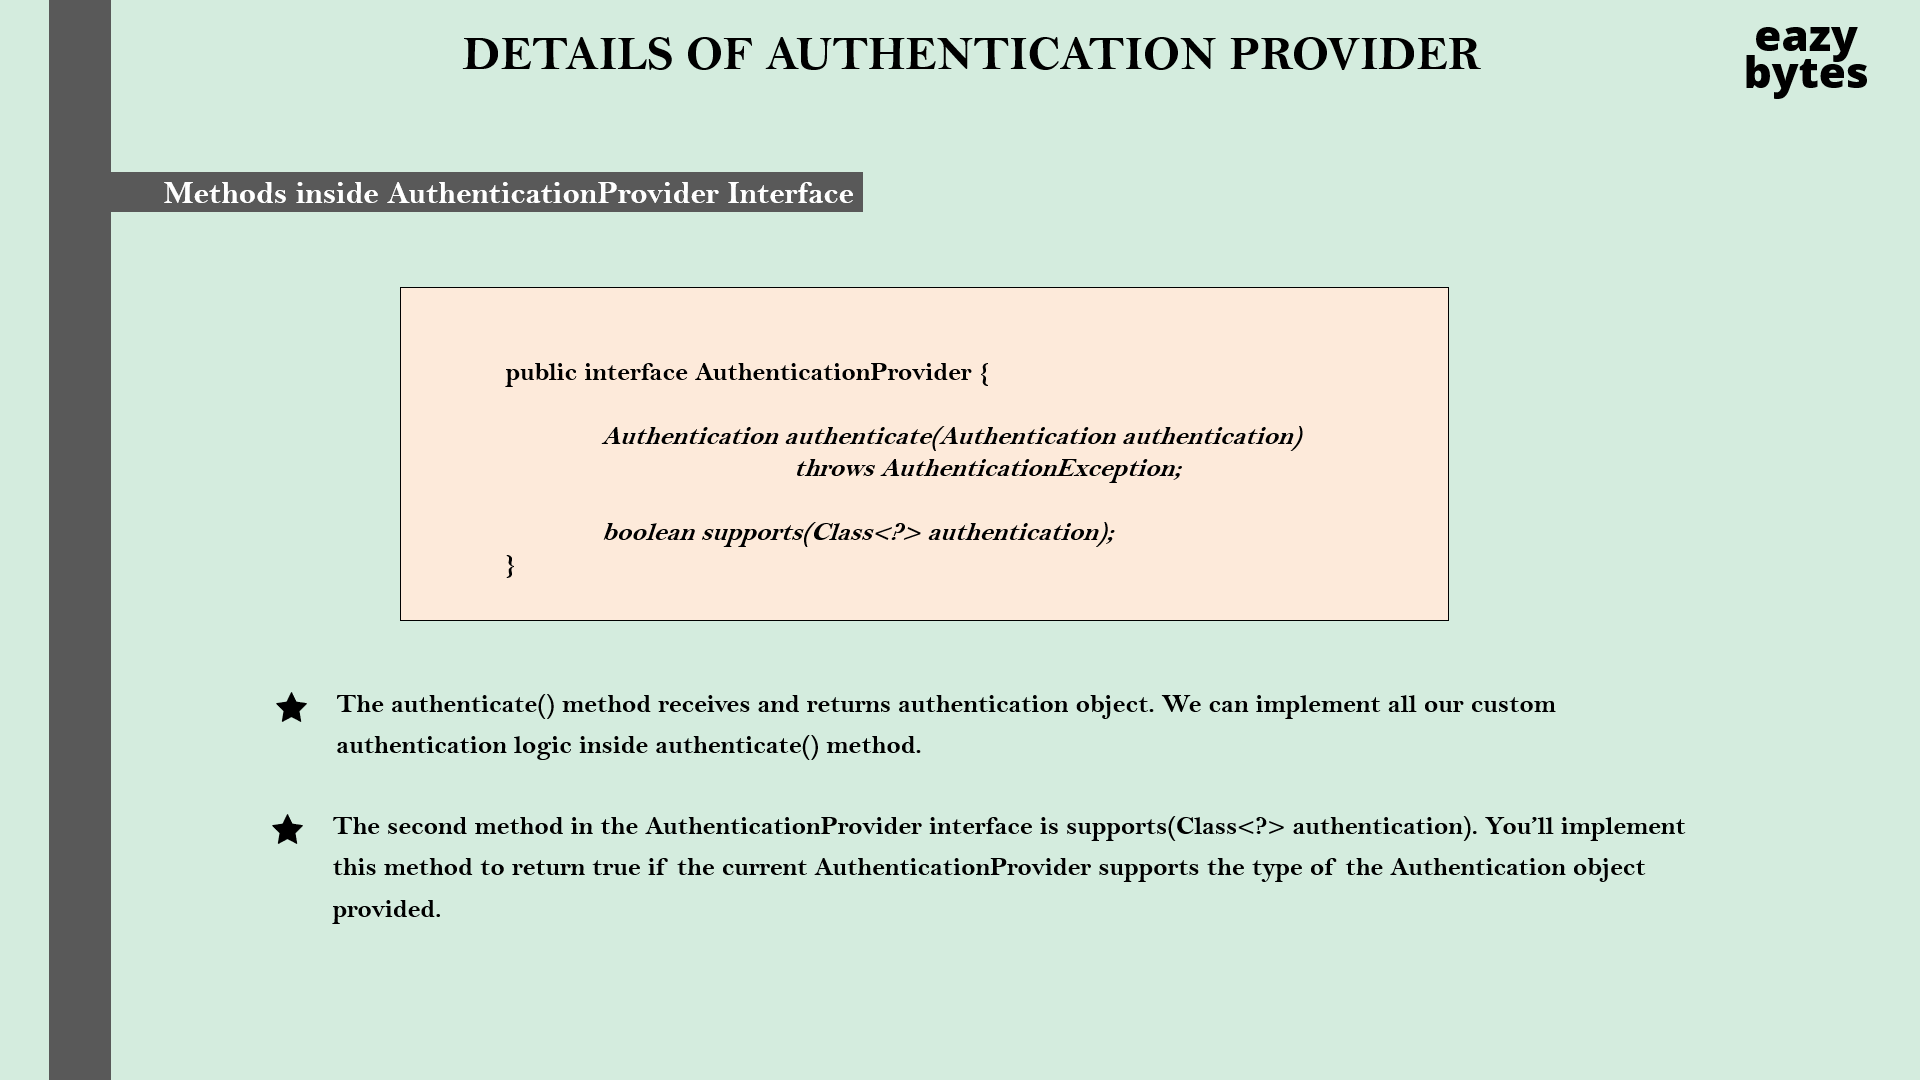 DETAILS OF AUTHENTICATION PROVIDER
eazy
bytes
Methods inside AuthenticationProvider Interface
public interface AuthenticationProvider {
Authentication authenticate(Authentication authentication)
throws AuthenticationException;
boolean supports(Class<?> authentication);
}
The authenticate() method receives and returns authentication object. We can implement all our custom
authentication logic inside authenticate() method.
The second method in the AuthenticationProvider interface is supports(Class<?> authentication). You’ll implement
this method to return true if the current AuthenticationProvider supports the type of the Authentication object
provided.